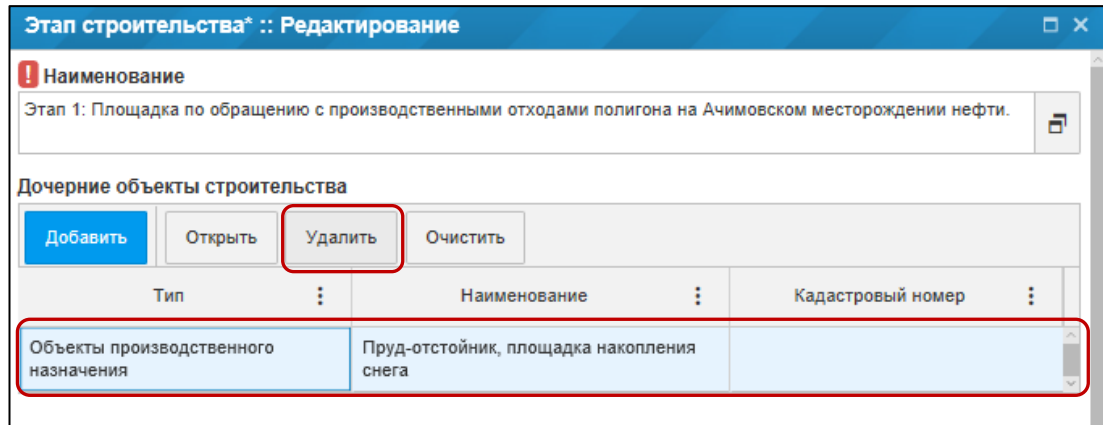 Этап строительства* :: Редактирование
! Наименование
Этап 1: Площадка по обращению с производственными отходами полигона на Ачимовском месторождении нефти.
Дочерние объекты строительства
Добавить Открыть Удалить Очистить
Тип Наименование Кадастровый номер
Объекты производственного Пруд-отстойник, площадка накопления
назначения снега